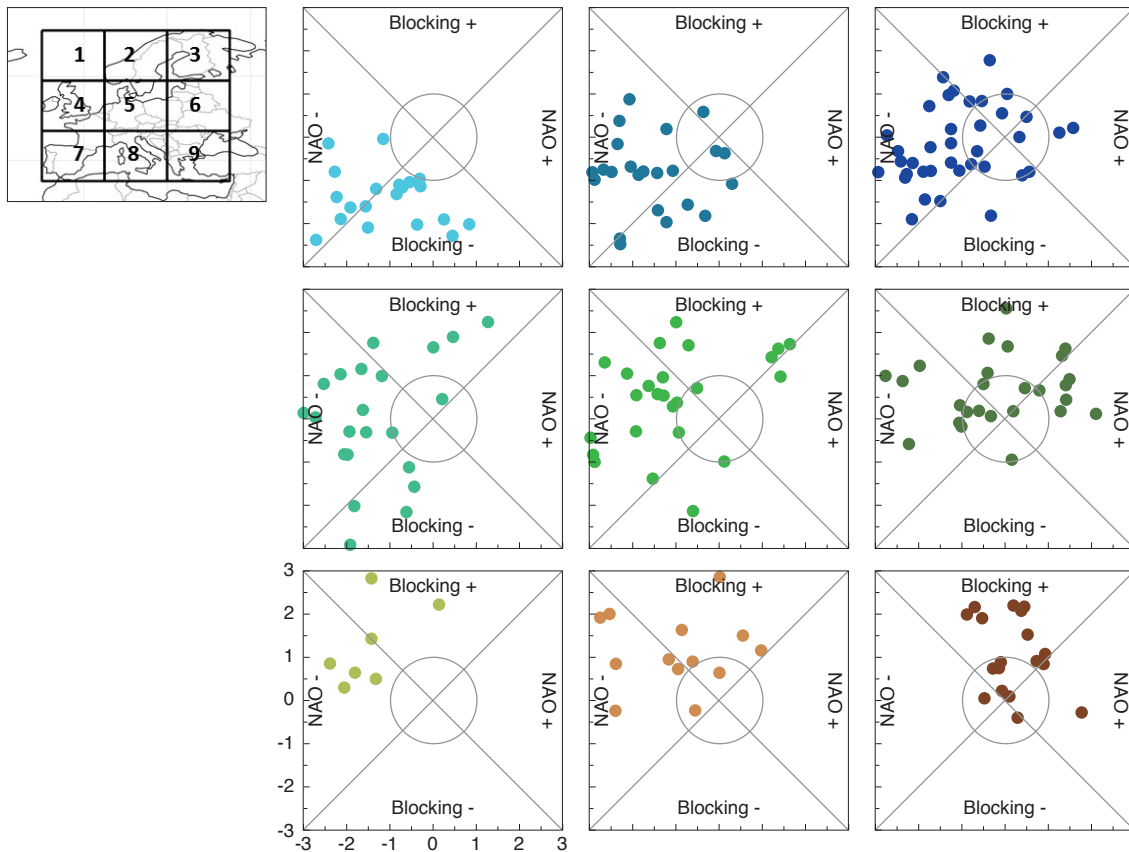 1 2 3
4 5 6
7 8 9
Blocking + Blocking + Blocking +
NAO - NAO + NAO - NAO + NAO - NAO +
Blocking - Blocking - Blocking -
Blocking + Blocking + Blocking +
NAO - NAO + NAO - NAO + NAO - NAO +
Blocking - Blocking - Blocking -
3
2
1
0
-1
-2
-3
Blocking + Blocking + Blocking +
NAO - NAO + NAO - NAO + NAO - NAO +
Blocking - Blocking - Blocking -
-3 -2 -1 0 1 2 3